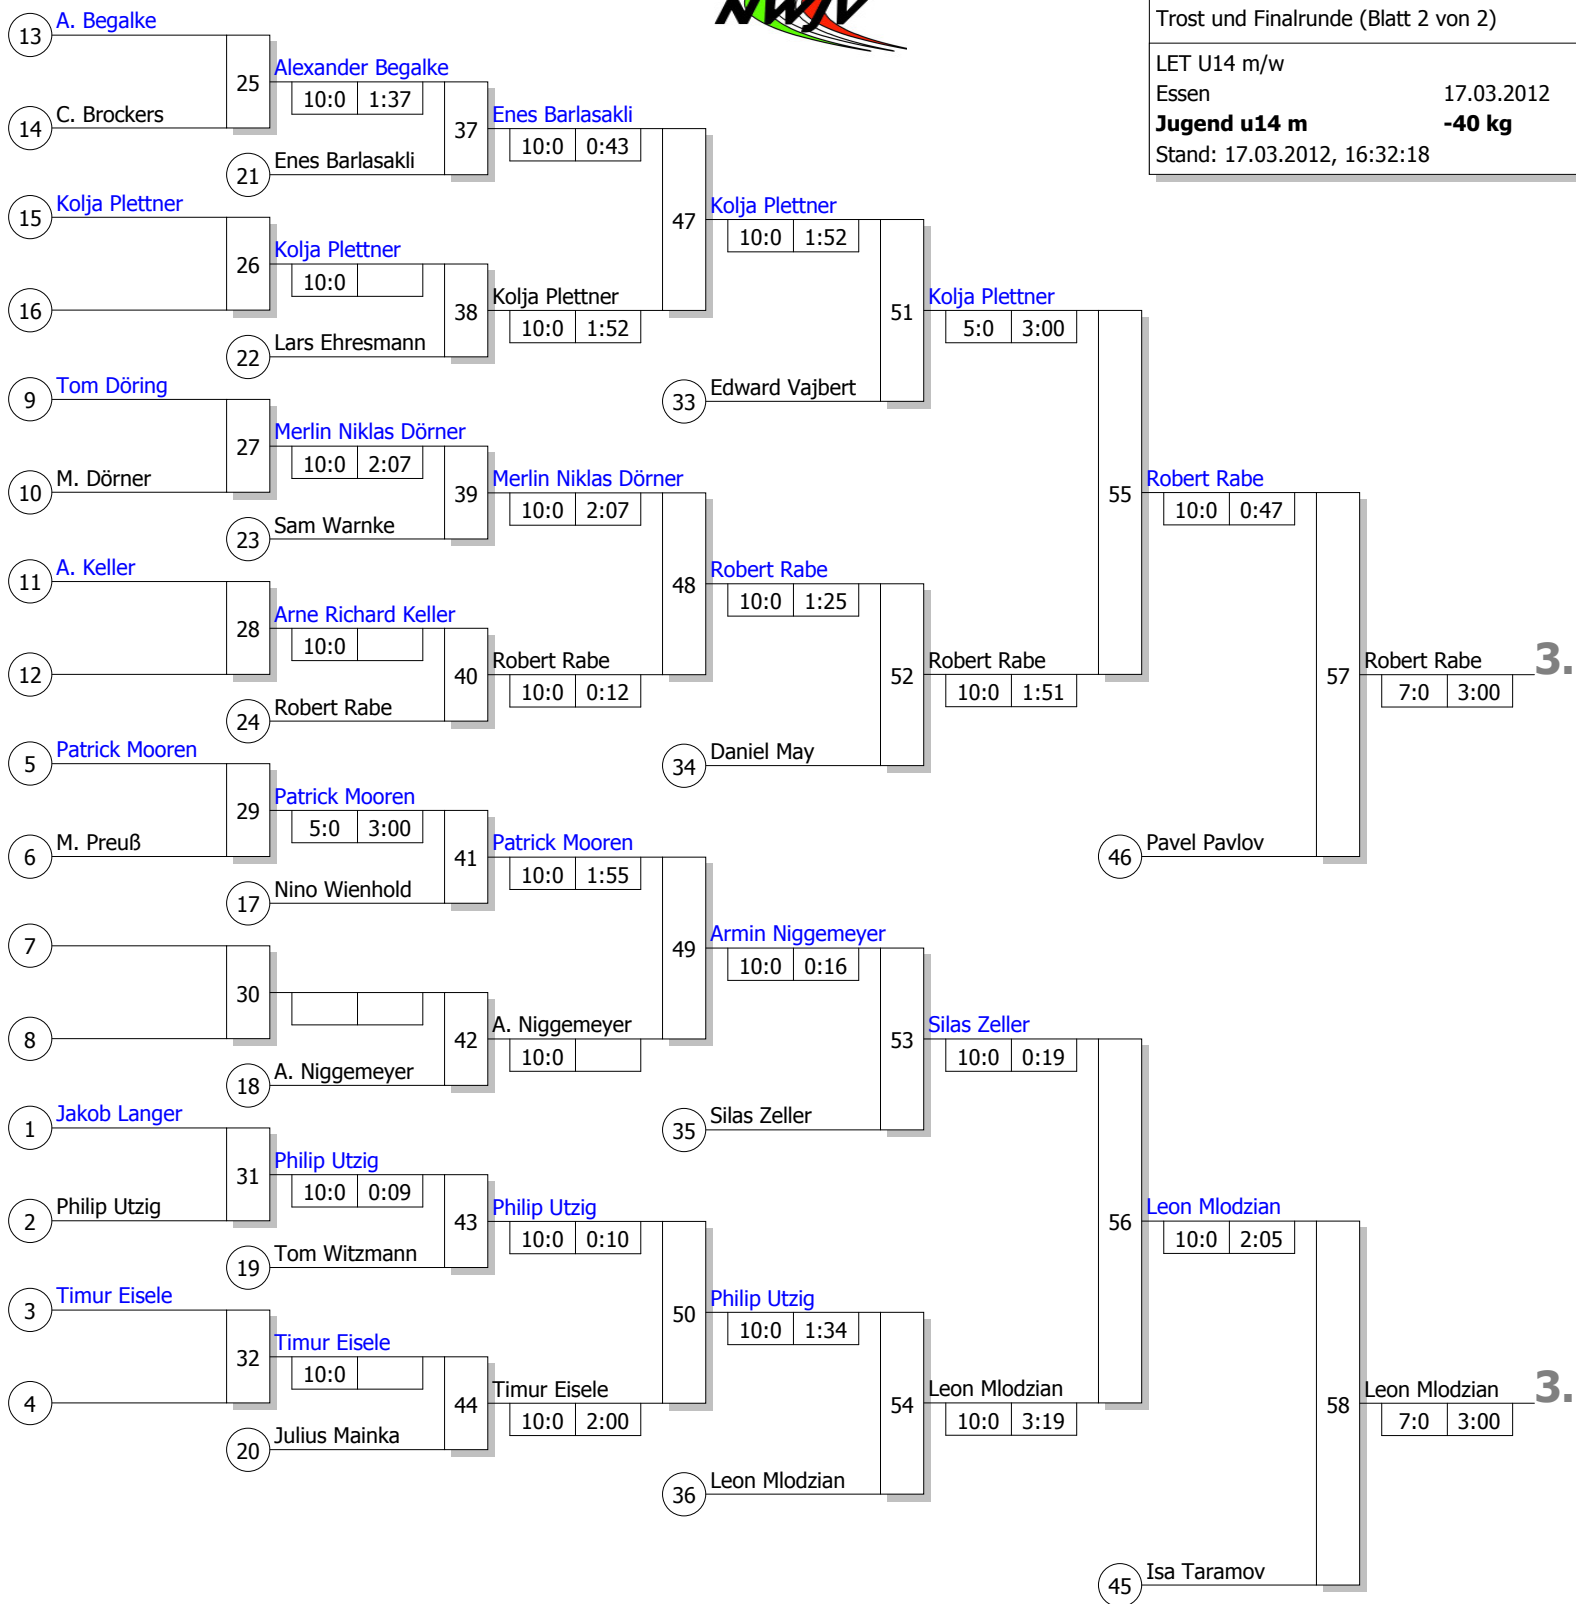 NWJV
Trost und Finalrunde (Blatt 2 von 2)
LET U14 m/w
Essen 17.03.2012
Jugend u14 m -40 kg
Stand: 17.03.2012, 16:32:18
13 A. Begalke
25 Alexander Begalke
10:0 1:37
14 C. Brockers
37 Enes Barlasakli
10:0 0:43
21 Enes Barlasakli
15 Kolja Plettner
47 Kolja Plettner
10:0 1:52
26 Kolja Plettner
10:0
16
38 Kolja Plettner
10:0 1:52
22 Lars Ehresmann
51 Kolja Plettner
5:0 3:00
33 Edward Vajbert
9 Tom Döring
27 Merlin Niklas Dörner
10:0 2:07
10 M. Dörner
39 Merlin Niklas Dörner
10:0 2:07
23 Sam Warnke
55 Robert Rabe
10:0 0:47
11 A. Keller
48 Robert Rabe
10:0 1:25
28 Arne Richard Keller
10:0
12
40 Robert Rabe
10:0 0:12
24 Robert Rabe
52 Robert Rabe
10:0 1:51
57 Robert Rabe 3.
7:0 3:00
34 Daniel May
5 Patrick Mooren
29 Patrick Mooren
5:0 3:00
6 M. Preuß
41 Patrick Mooren
10:0 1:55
46 Pavel Pavlov
17 Nino Wienhold
7
49 Armin Niggemeyer
10:0 0:16
30
8
42 A. Niggemeyer
10:0
18 A. Niggemeyer
53 Silas Zeller
10:0 0:19
35 Silas Zeller
1 Jakob Langer
31 Philip Utzig
10:0 0:09
2 Philip Utzig
43 Philip Utzig
10:0 0:10
56 Leon Mlodzian
10:0 2:05
19 Tom Witzmann
3 Timur Eisele
50 Philip Utzig
10:0 1:34
32 Timur Eisele
10:0
4
44 Timur Eisele
10:0 2:00
54 Leon Mlodzian
10:0 3:19
58 Leon Mlodzian 3.
7:0 3:00
20 Julius Mainka
36 Leon Mlodzian
45 Isa Taramov